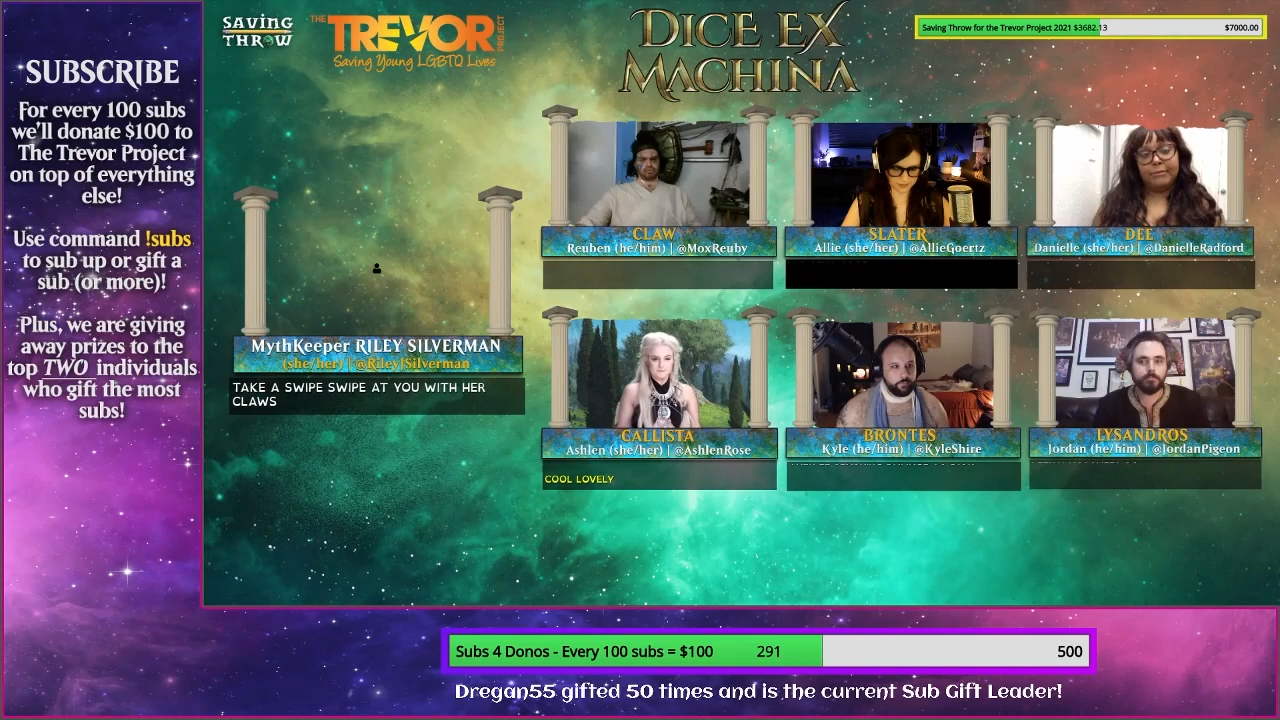 SUBSCRIBE
For every 100 subs
we'll donate $100 to
The Trevor Project
on top of everything
else!
Use command !subs
to sub up or gift a
sub (or more)!
Plus, we are giving
away prizes to the
top TWO individuals
who gift the most
subs!
SAVING
THROW
THE
TREVOR
PROJECT
Saving Young LGBTQ Lives
DICE EX
MACHINA
Saving Throw for the Trevor Project 2021 $3682.13
$7000.00
CLAW
Reuben (he/him) | @MoxReuby
SLATER
Allie (she/her) | @AllieGoertz
DEE
Danielle (she/her) | @DanielleRadford
MythKeeper RILEY SILVERMAN
(she/her) | @RileyJSilverman
TAKE A SWIPE SWIPE AT YOU WITH HER
CLAWS
CALLISTA
Ashlen (she/her) | @AshlenRose
COOL LOVELY
BRONTES
Kyle (he/him) | @KyleShire
LYSANDROS
Jordan (he/him) | @JordanPigeon
Subs 4 Donos - Every 100 subs = $100 291 500
Dregan55 gifted 50 times and is the current Sub Gift Leader!